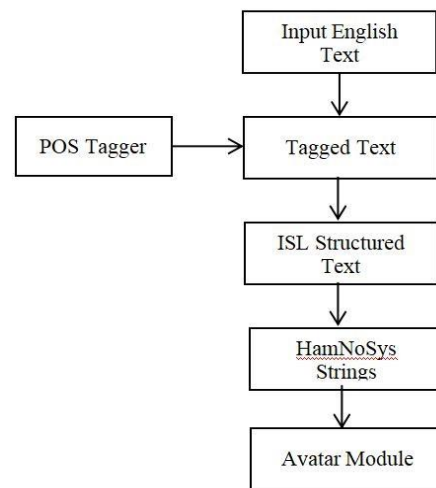 Input English
Text
POS Tagger
Tagged Text
ISL Structured
Text
HamNoSys
Strings
Avatar Module